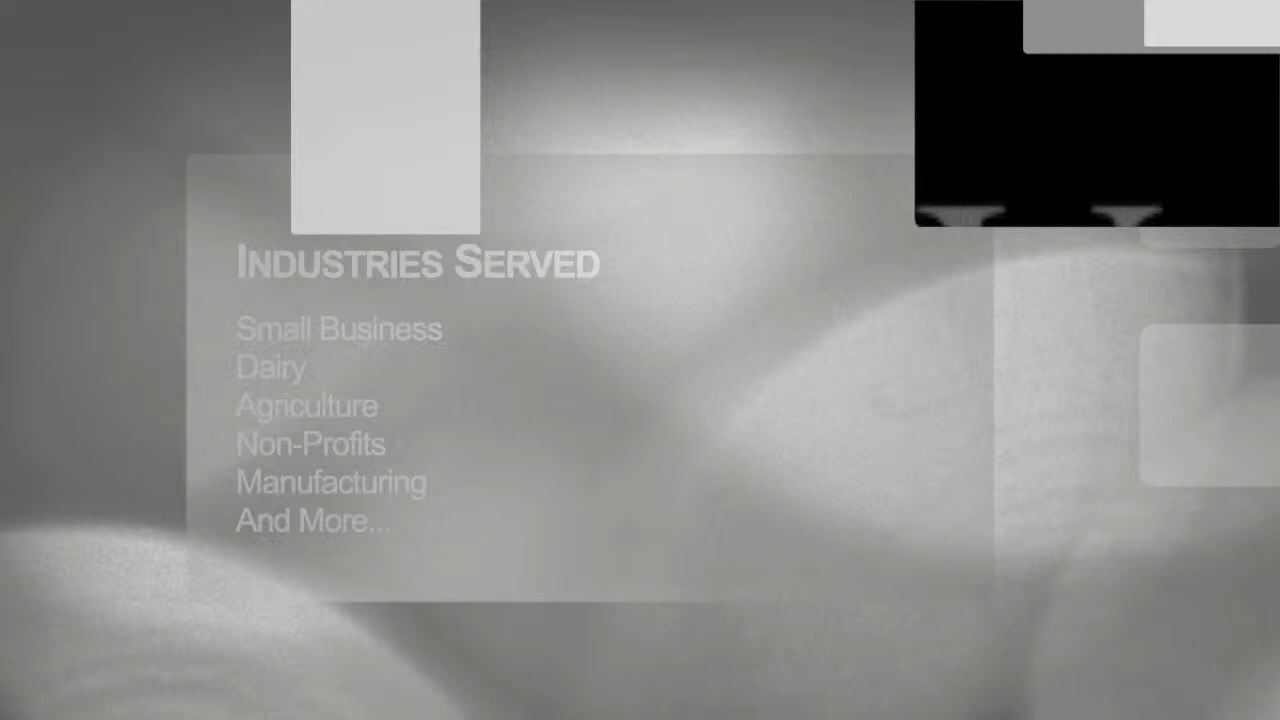 INDUSTRIES SERVED
Small Business
Dairy
Agriculture
Non-Profits
Manufacturing
And More...